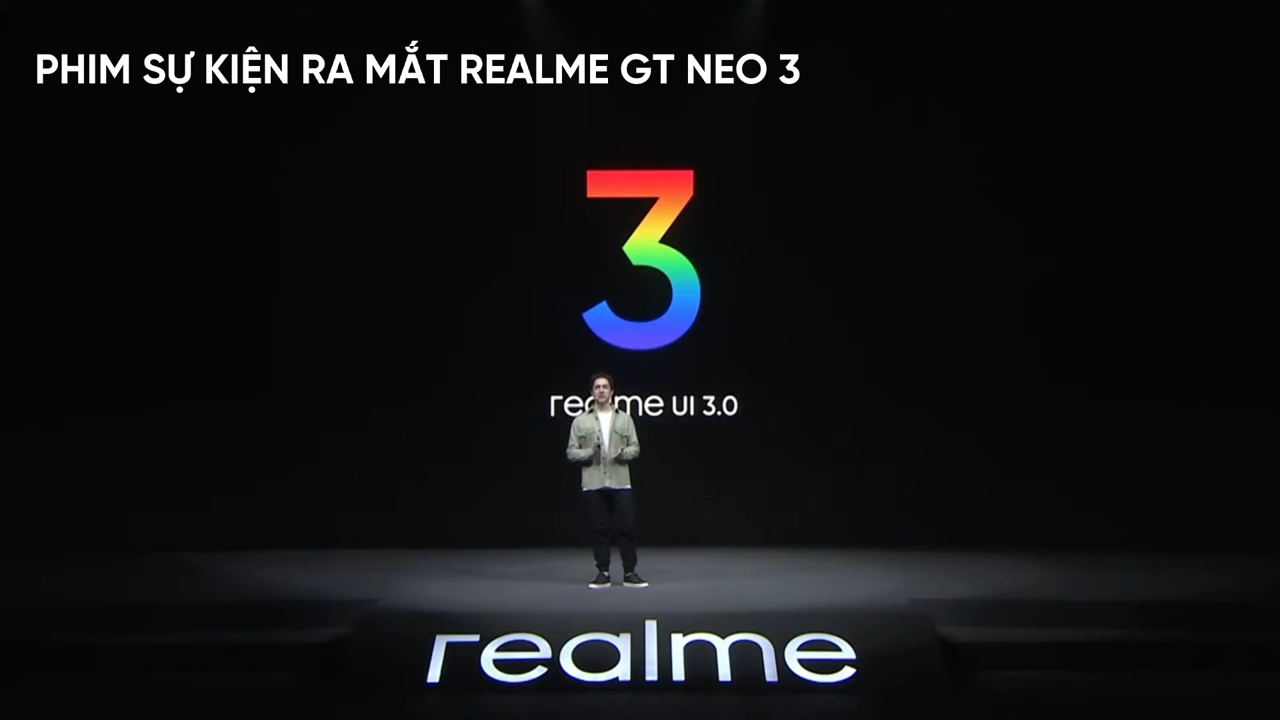 PHIM SỰ KIỆN RA MẮT REALME GT NEO 3
3
realme UI 3.0
realme